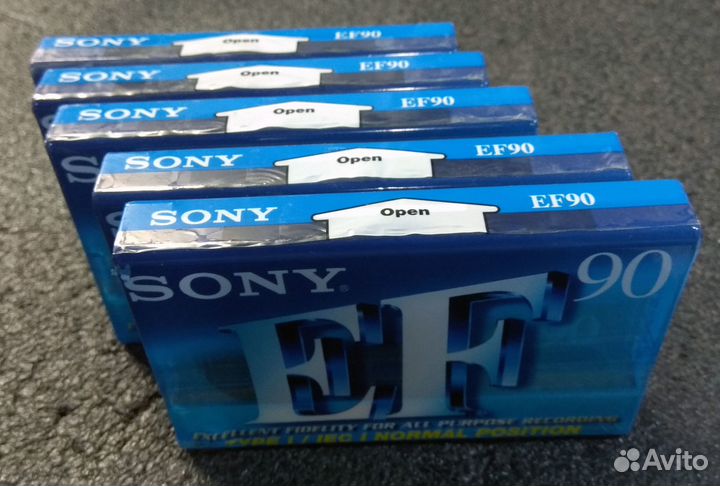 SONY Open EF90
SONY Open EF90
SONY Open EF90
SONY Open EF90
SONY Open EF90
SONY EF 90
EXCELLENT FIDELITY FOR ALL PURPOSE RECORDING
TYPE I / IEC I NORMAL POSITION
Avito